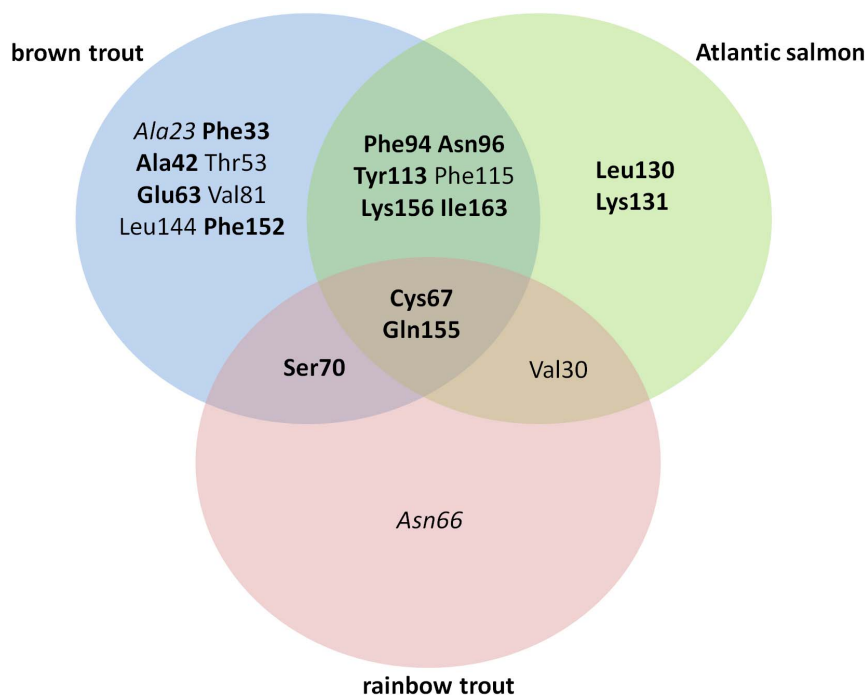 brown trout
Atlantic salmon
Ala23 Phe33
Ala42 Thr53
Glu63 Val81
Leu144 Phe152
Phe94 Asn96
Tyr113 Phe115
Lys156 Ile163
Leu130
Lys131
Cys67
Gln155
Ser70
Val30
Asn66
rainbow trout